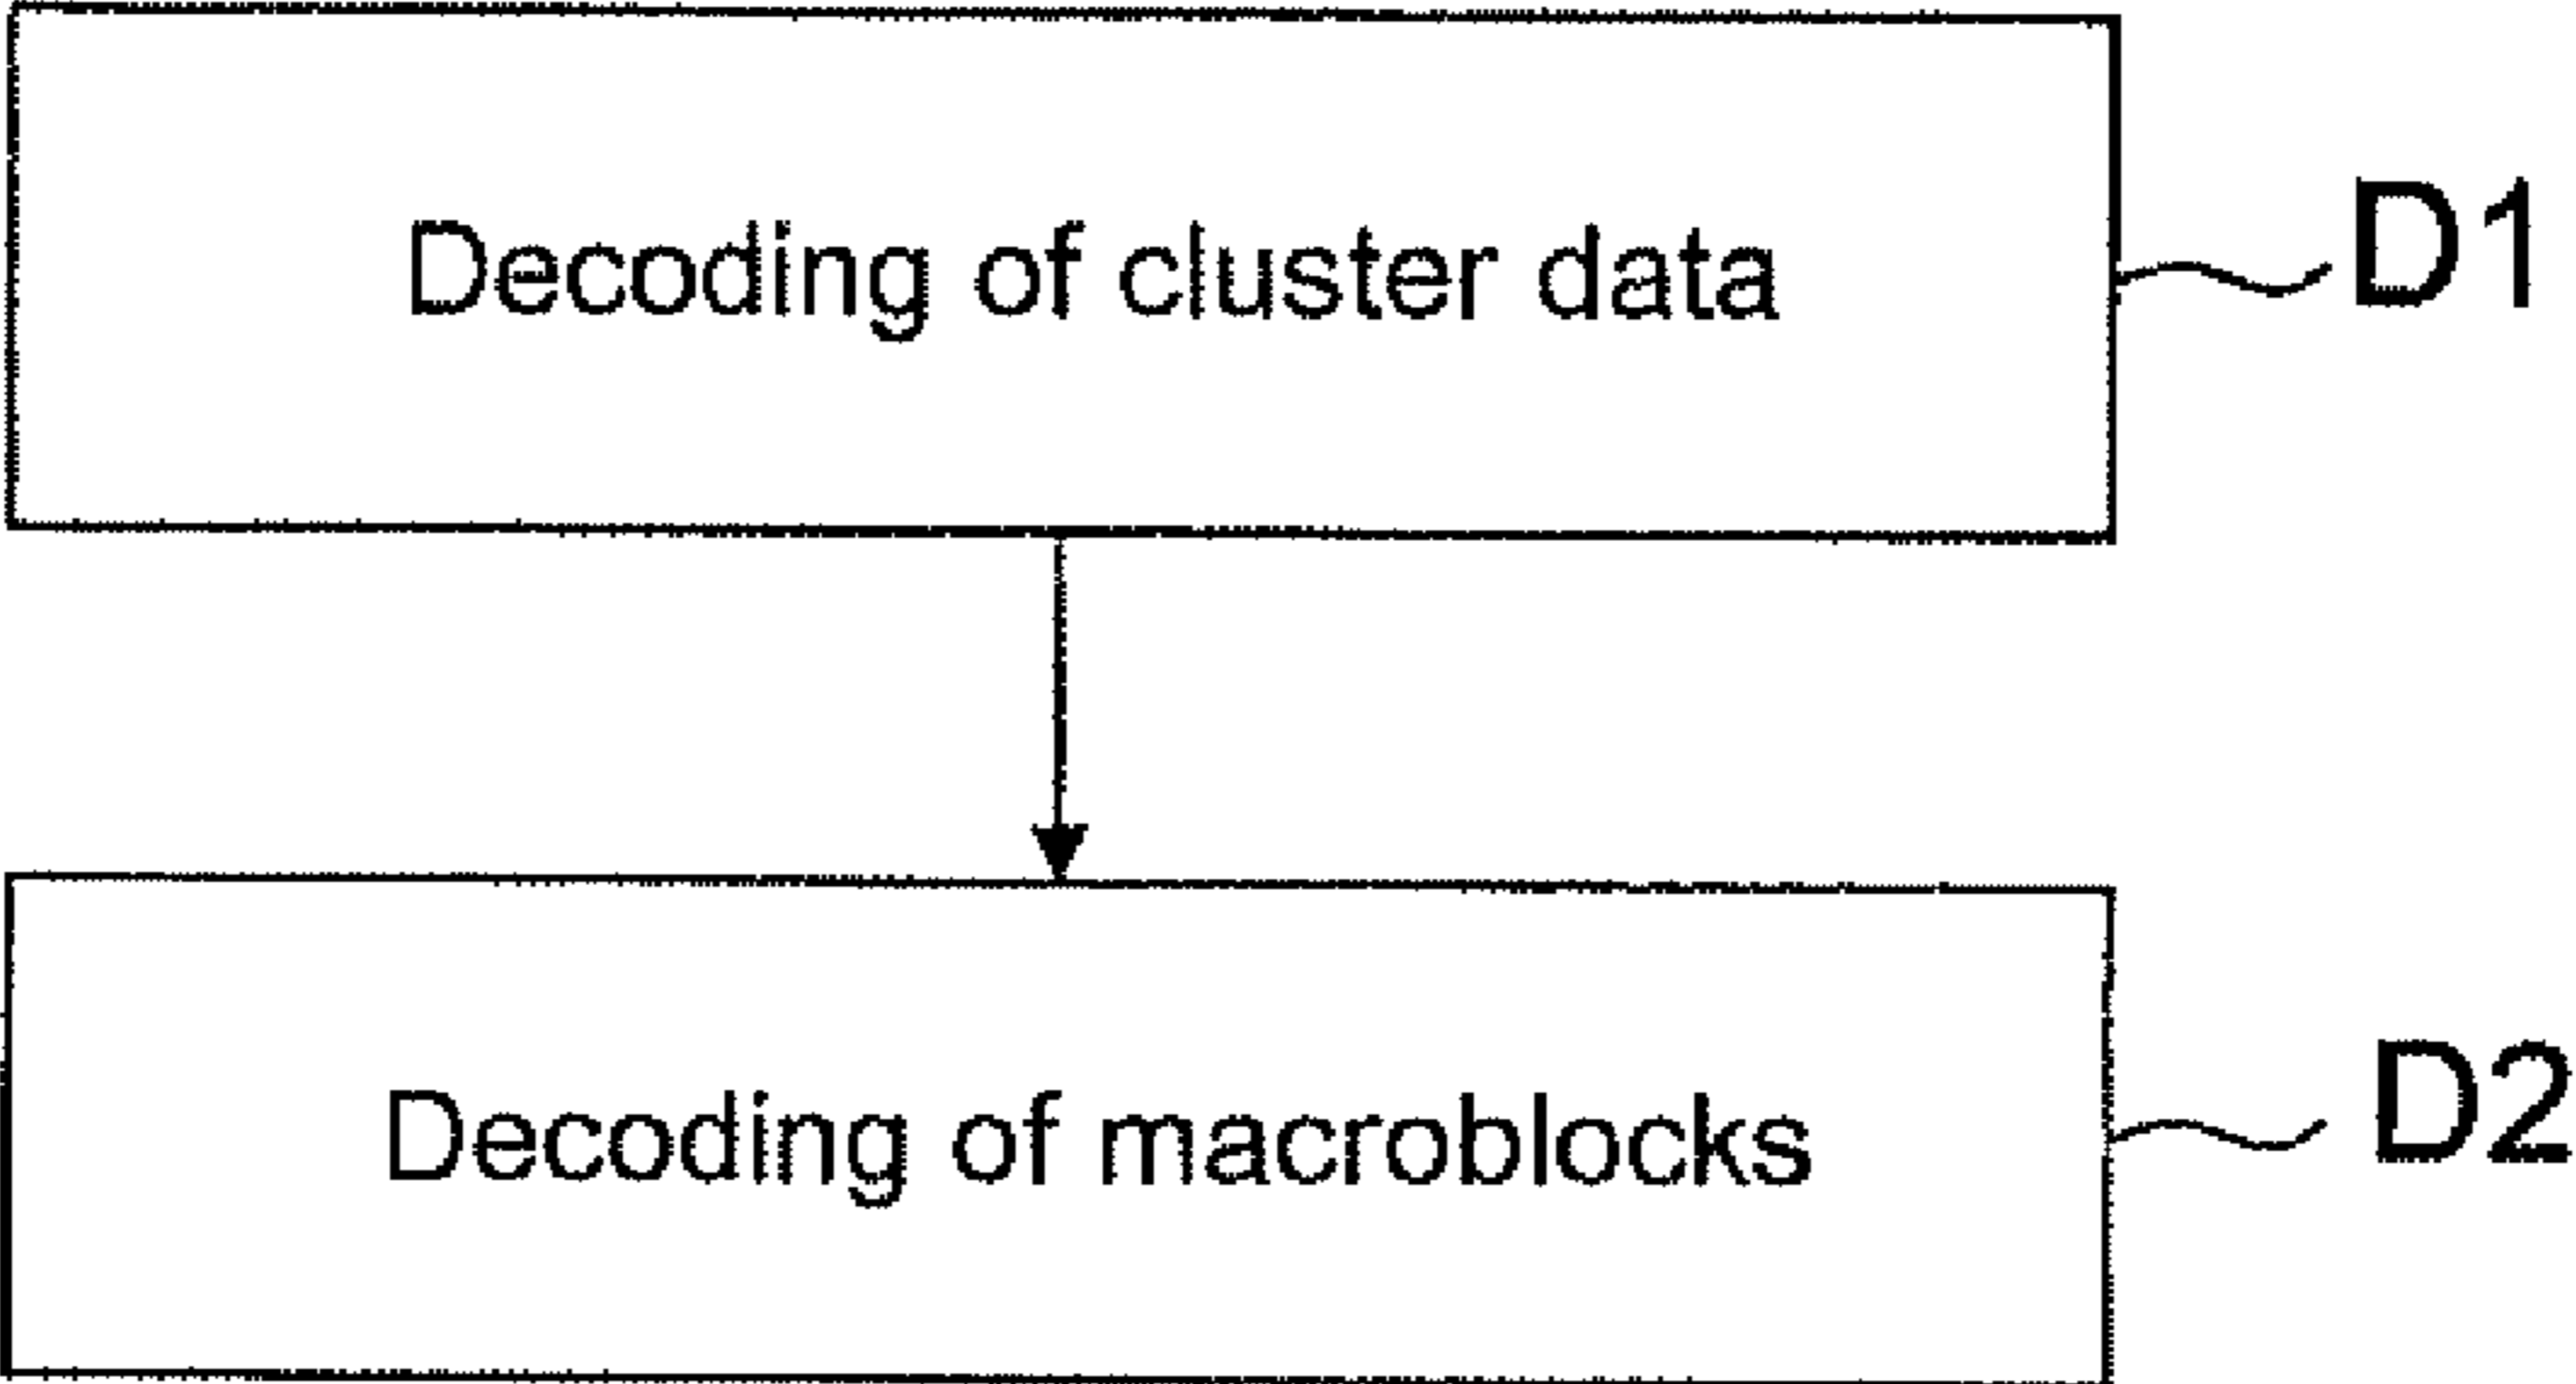 Decoding of cluster data D1
Decoding of macroblocks D2